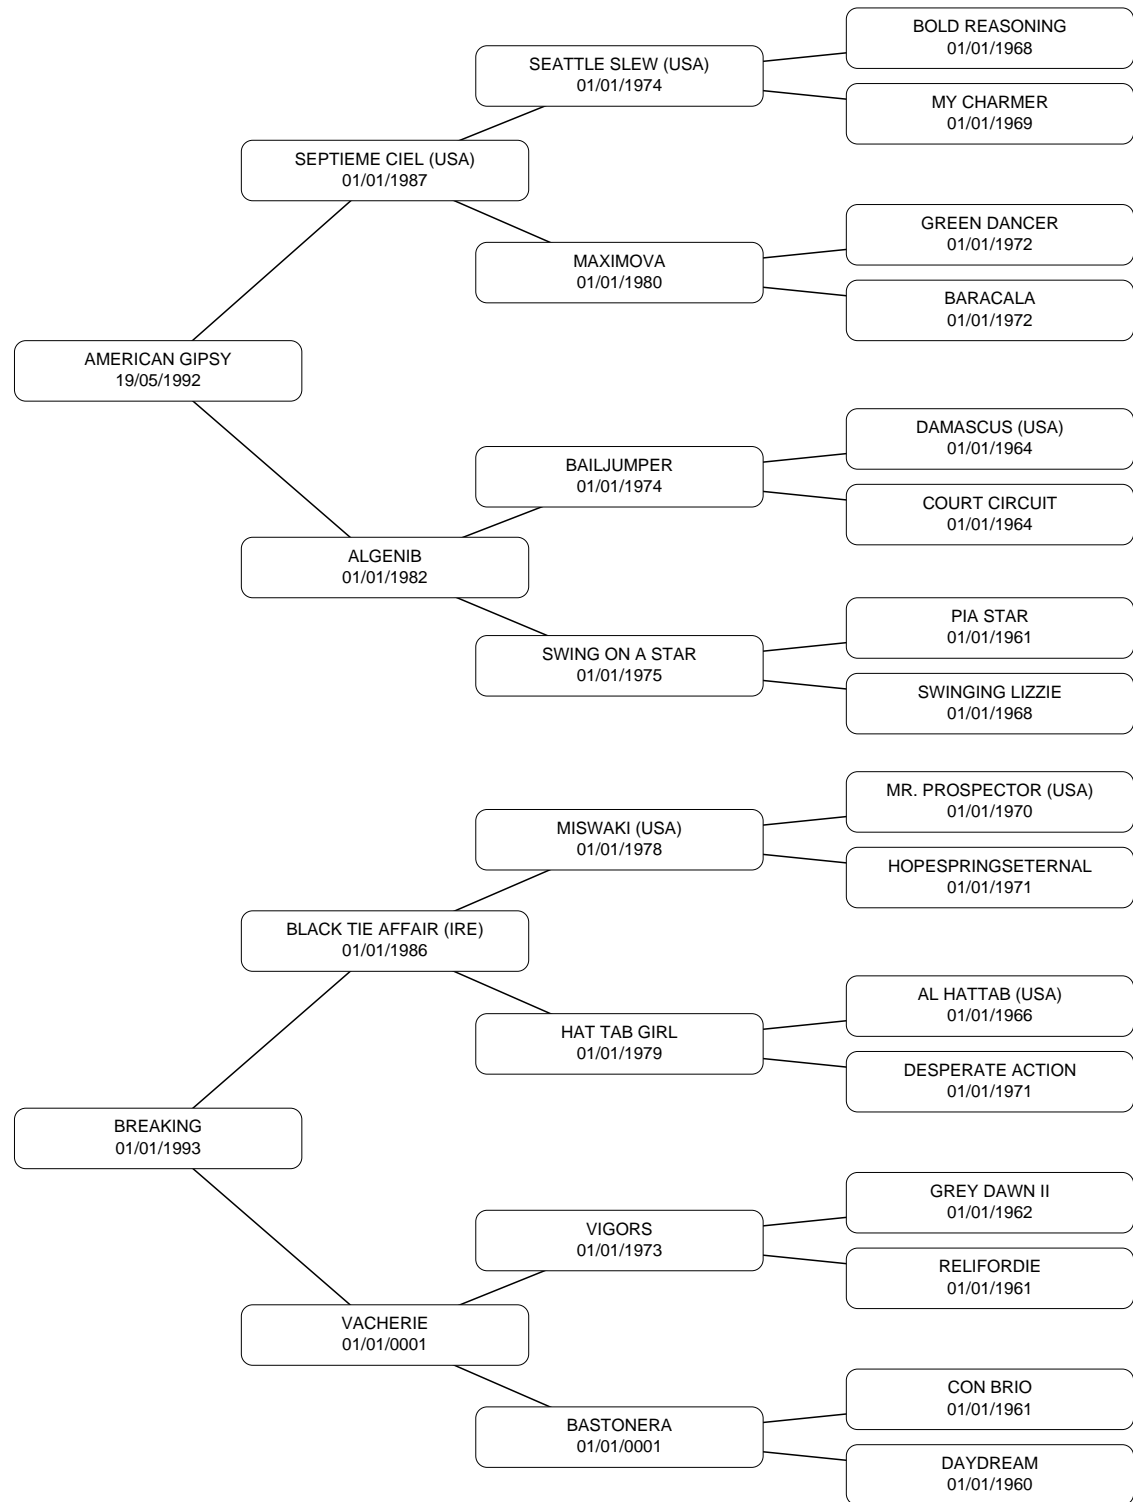 BOLD REASONING
01/01/1968
SEATTLE SLEW (USA)
01/01/1974
MY CHARMER
01/01/1969
SEPTIEME CIEL (USA)
01/01/1987
GREEN DANCER
01/01/1972
MAXIMOVA
01/01/1980
BARACALA
01/01/1972
AMERICAN GIPSY
19/05/1992
DAMASCUS (USA)
01/01/1964
BAILJUMPER
01/01/1974
COURT CIRCUIT
01/01/1964
ALGENIB
01/01/1982
PIA STAR
01/01/1961
SWING ON A STAR
01/01/1975
SWINGING LIZZIE
01/01/1968
MR. PROSPECTOR (USA)
01/01/1970
MISWAKI (USA)
01/01/1978
HOPESPRINGSETERNAL
01/01/1971
BLACK TIE AFFAIR (IRE)
01/01/1986
AL HATTAB (USA)
01/01/1966
HAT TAB GIRL
01/01/1979
DESPERATE ACTION
01/01/1971
BREAKING
01/01/1993
GREY DAWN II
01/01/1962
VIGORS
01/01/1973
RELIFORDIE
01/01/1961
VACHERIE
01/01/0001
CON BRIO
01/01/1961
BASTONERA
01/01/0001
DAYDREAM
01/01/1960